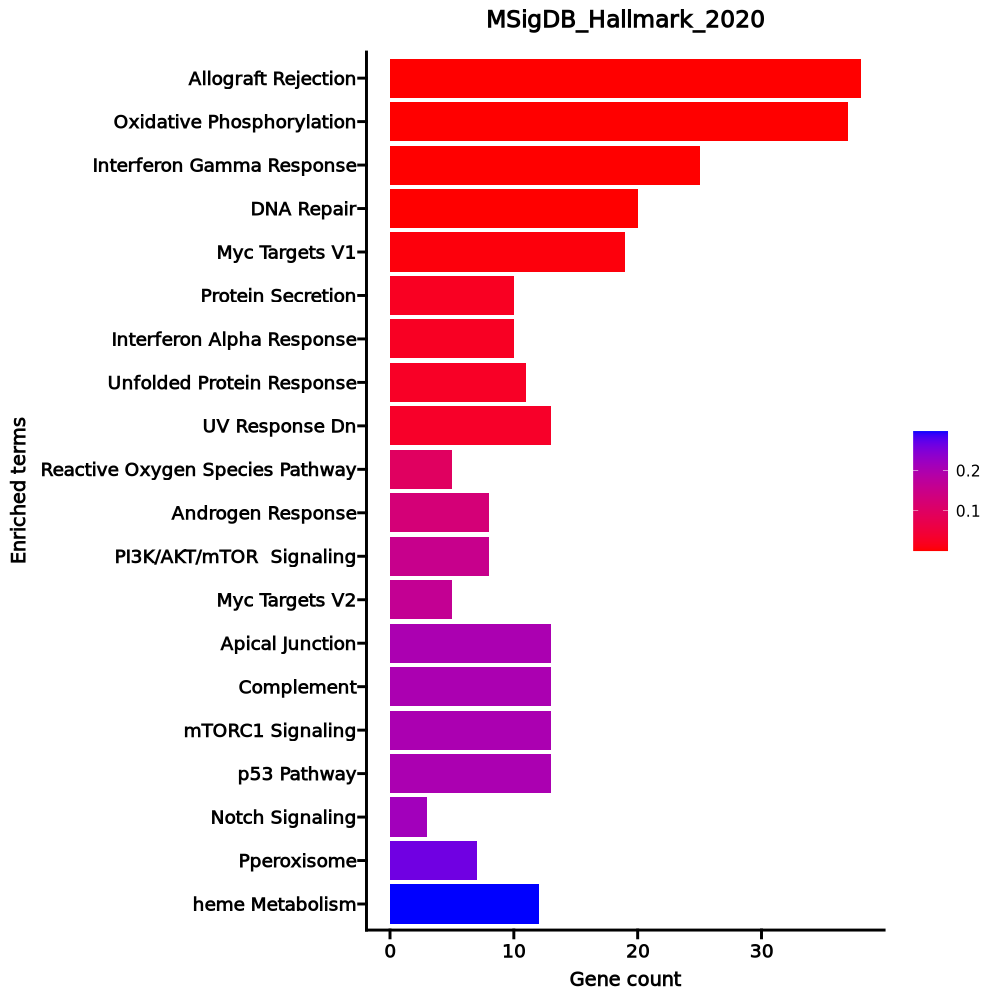 MSigDB_Hallmark_2020
Allograft Rejection
Oxidative Phosphorylation
Interferon Gamma Response
DNA Repair
Myc Targets V1
Protein Secretion
Interferon Alpha Response
Unfolded Protein Response
UV Response Dn
Reactive Oxygen Species Pathway
Androgen Response
PI3K/AKT/mTOR  Signaling
Myc Targets V2
Apical Junction
Complement
mTORC1 Signaling
p53 Pathway
Notch Signaling
Pperoxisome
heme Metabolism
Enriched terms
0 10 20 30
Gene count
0.2
0.1